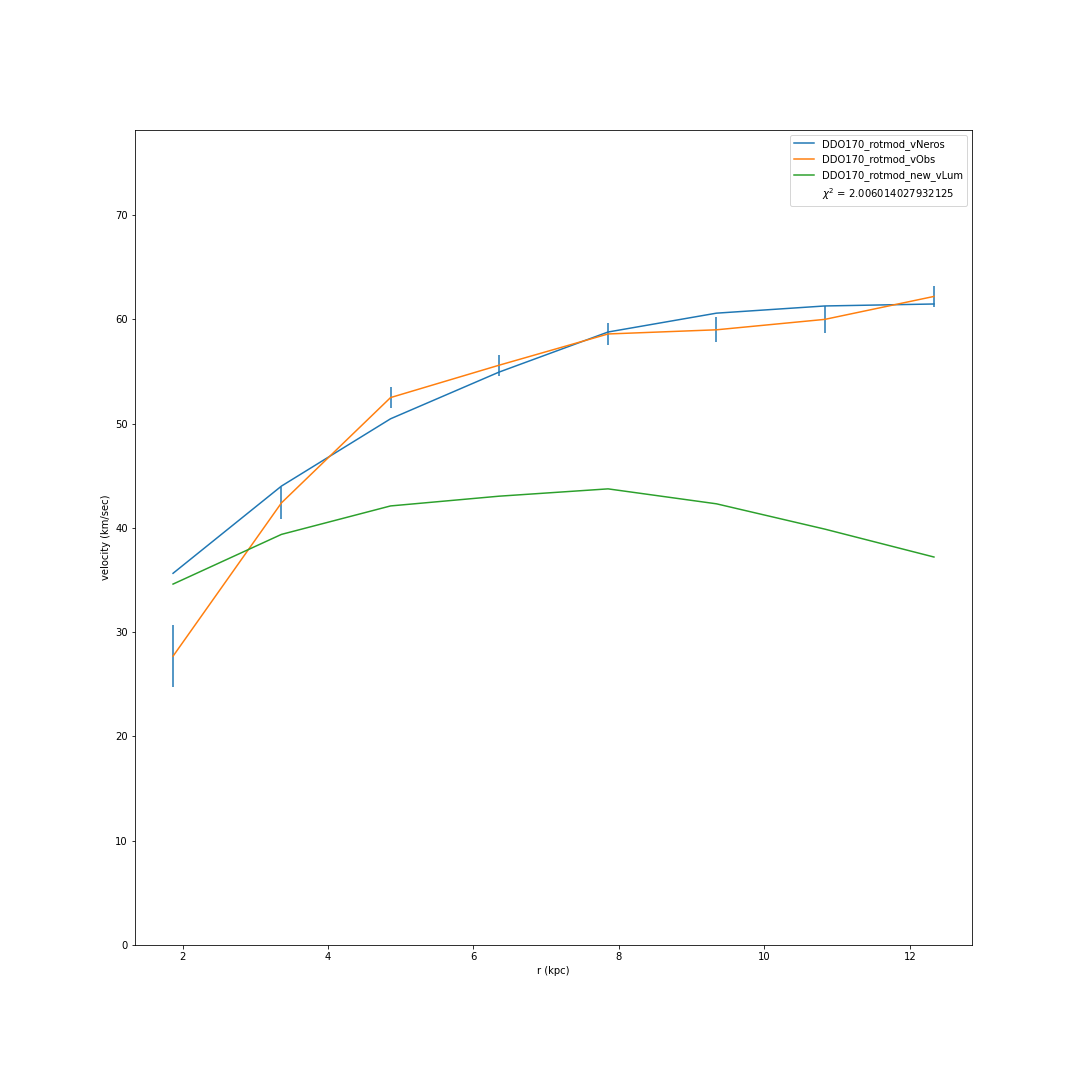 DDO170_rotmod_vNeros
DDO170_rotmod_vObs
DDO170_rotmod_new_vLum
χ² = 2.006014027932125
70
60
50
40
30
20
10
0
velocity (km/sec)
2 4 6 8 10 12
r (kpc)